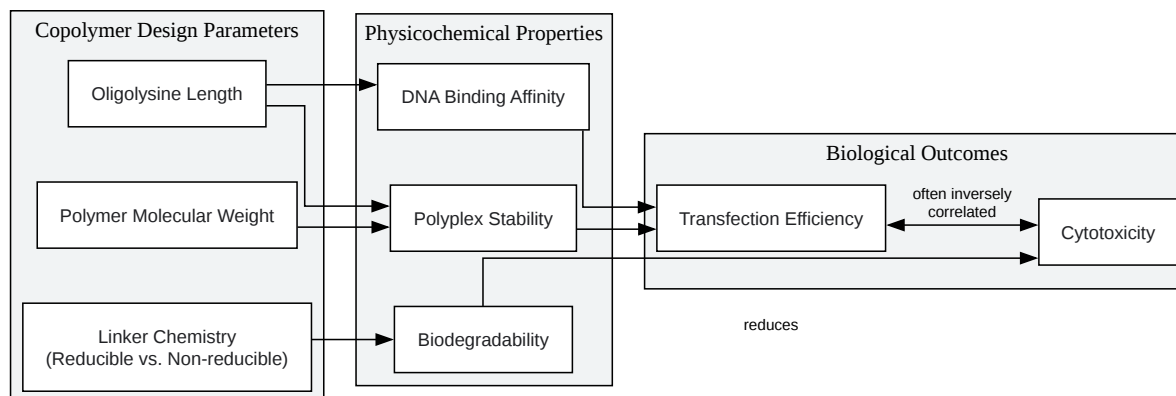 Copolymer Design Parameters
Oligolysine Length
Polymer Molecular Weight
Linker Chemistry
(Reducible vs. Non-reducible)
Physicochemical Properties
DNA Binding Affinity
Polyplex Stability
Biodegradability
Biological Outcomes
Transfection Efficiency
often inversely
correlated
Cytotoxicity
reduces